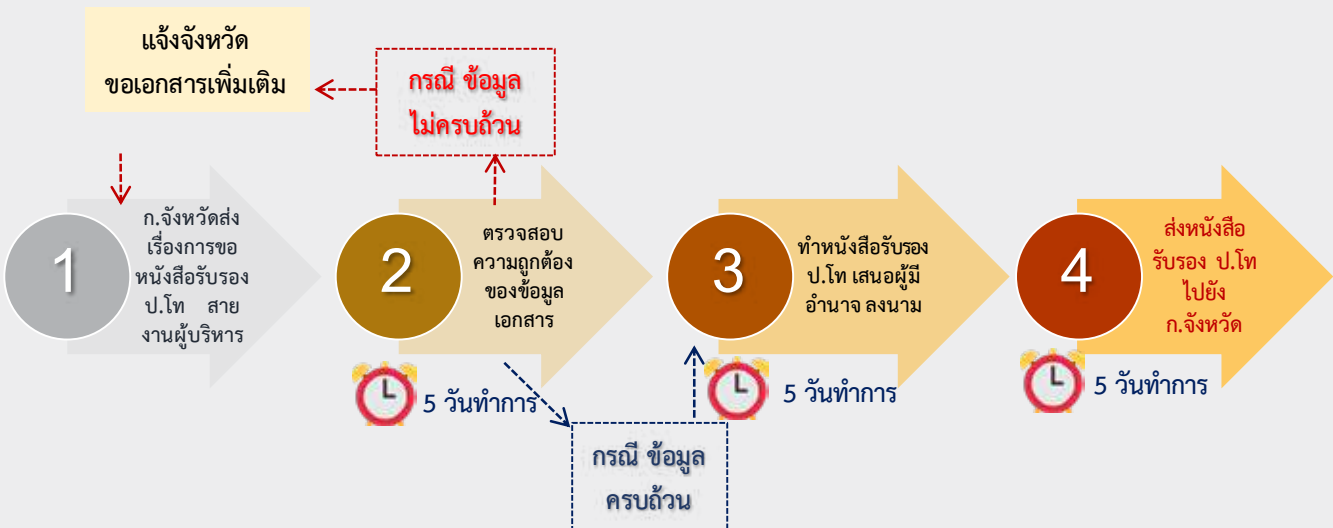 แจ้งจังหวัด
ขอเอกสารเพิ่มเติม
กรณี ข้อมูล
ไม่ครบถ้วน
1
ก.จังหวัดส่ง
เรื่องการขอ
หนังสือรับรอง
ป.โท สาย
งานผู้บริหาร
2
ตรวจสอบ
ความถูกต้อง
ของข้อมูล
เอกสาร
5 วันทำการ
กรณี ข้อมูล
ครบถ้วน
3
ทำหนังสือรับรอง
ป.โท เสนอผู้มี
อำนาจ ลงนาม
5 วันทำการ
4
ส่งหนังสือ
รับรอง ป.โท
ไปยัง
ก.จังหวัด
5 วันทำการ